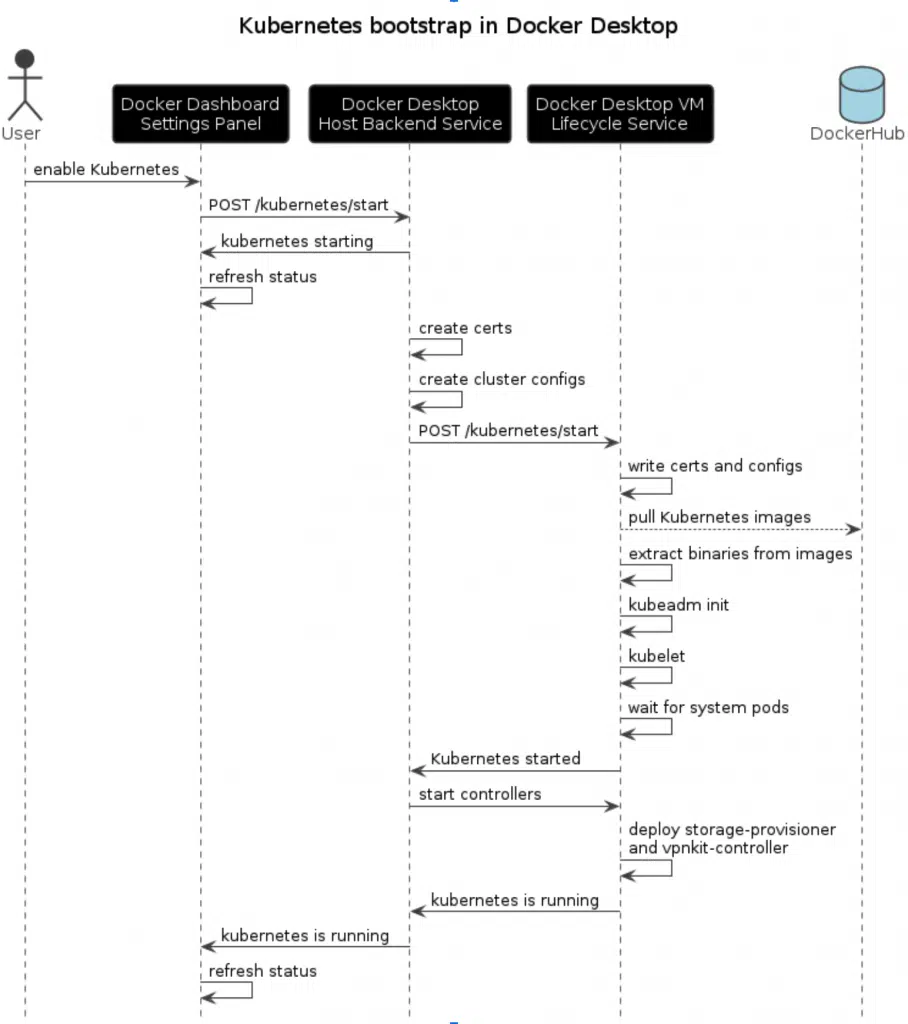 Kubernetes bootstrap in Docker Desktop
User
Docker Dashboard
Settings Panel
Docker Desktop
Host Backend Service
Docker Desktop VM
Lifecycle Service
DockerHub
enable Kubernetes
POST /kubernetes/start
kubernetes starting
refresh status
create certs
create cluster configs
POST /kubernetes/start
write certs and configs
pull Kubernetes images
extract binaries from images
kubeadm init
kubelet
wait for system pods
Kubernetes started
start controllers
deploy storage-provisioner
and vpnkit-controller
kubernetes is running
kubernetes is running
refresh status